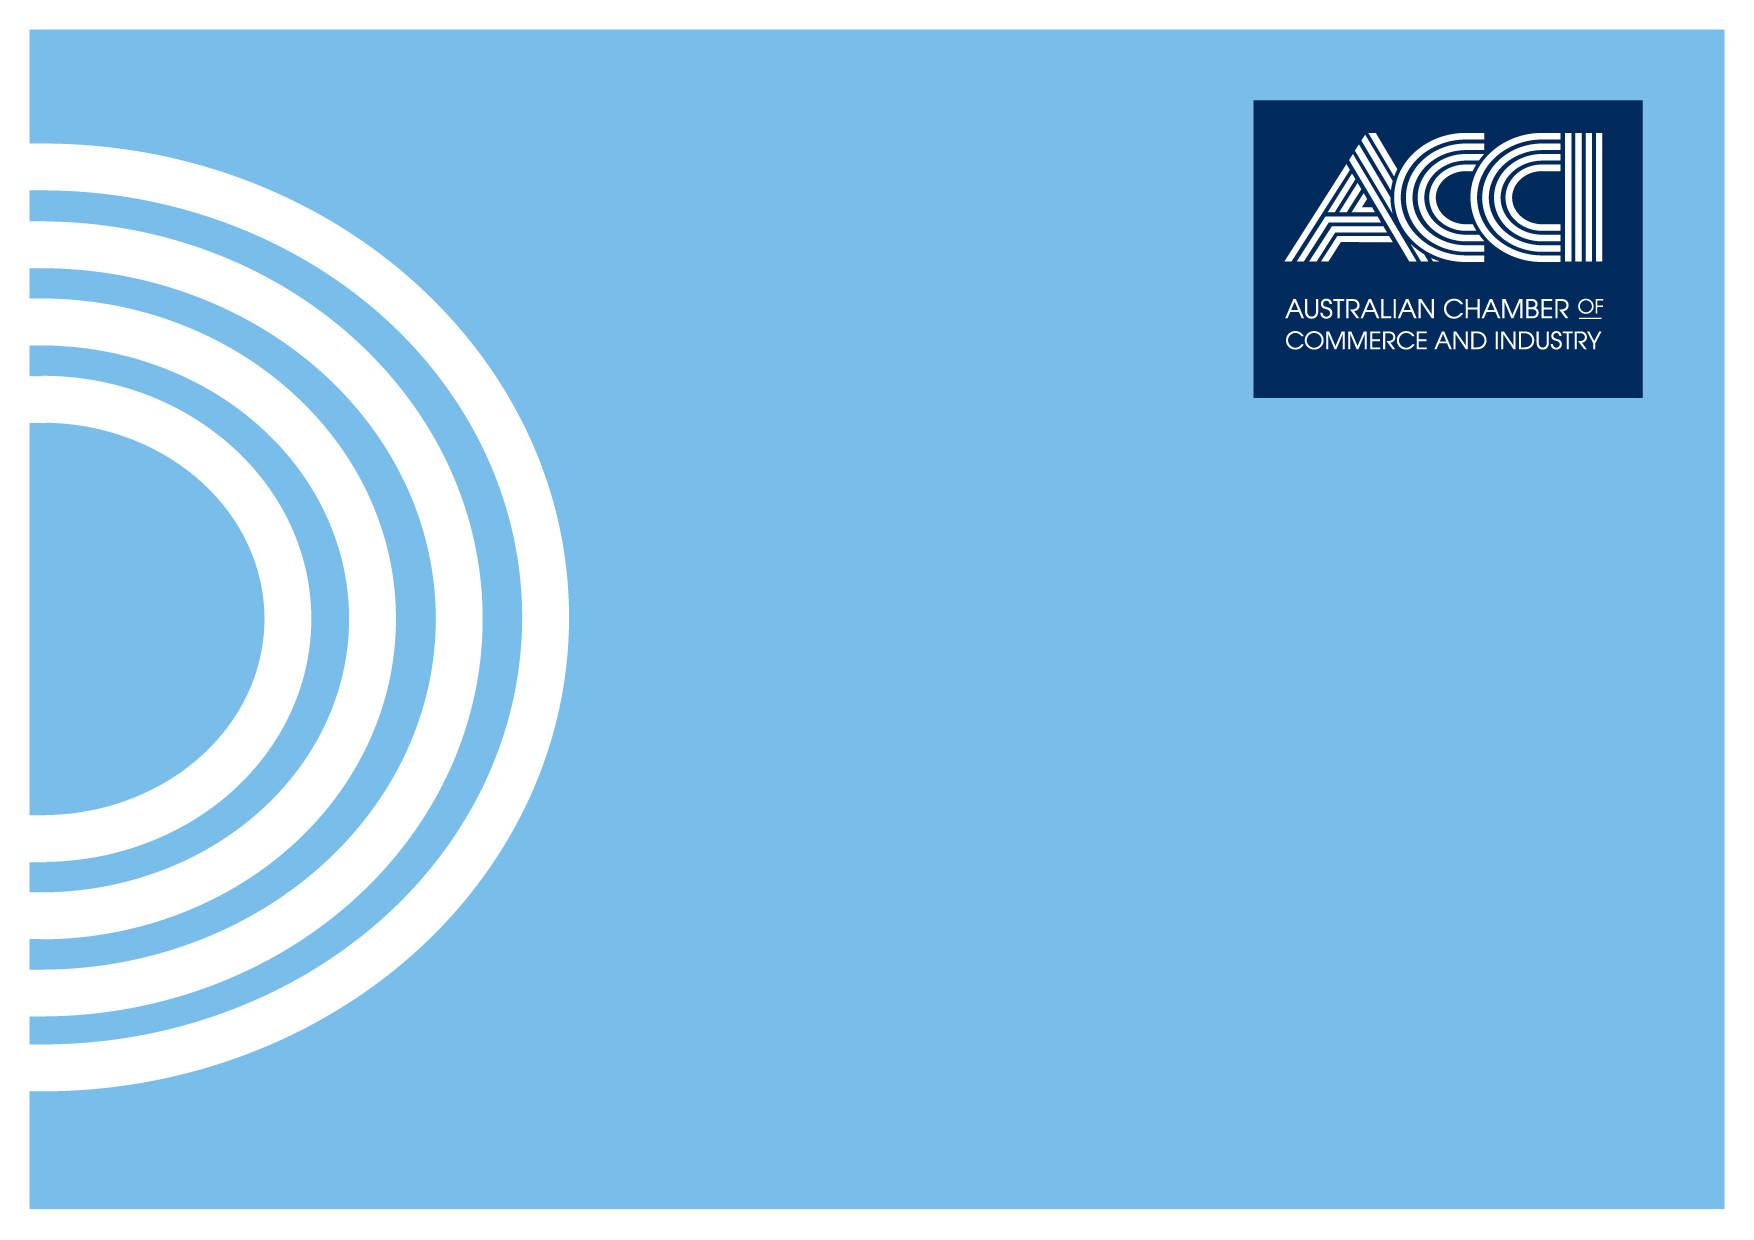 ACCI
AUSTRALIAN CHAMBER OF
COMMERCE AND INDUSTRY